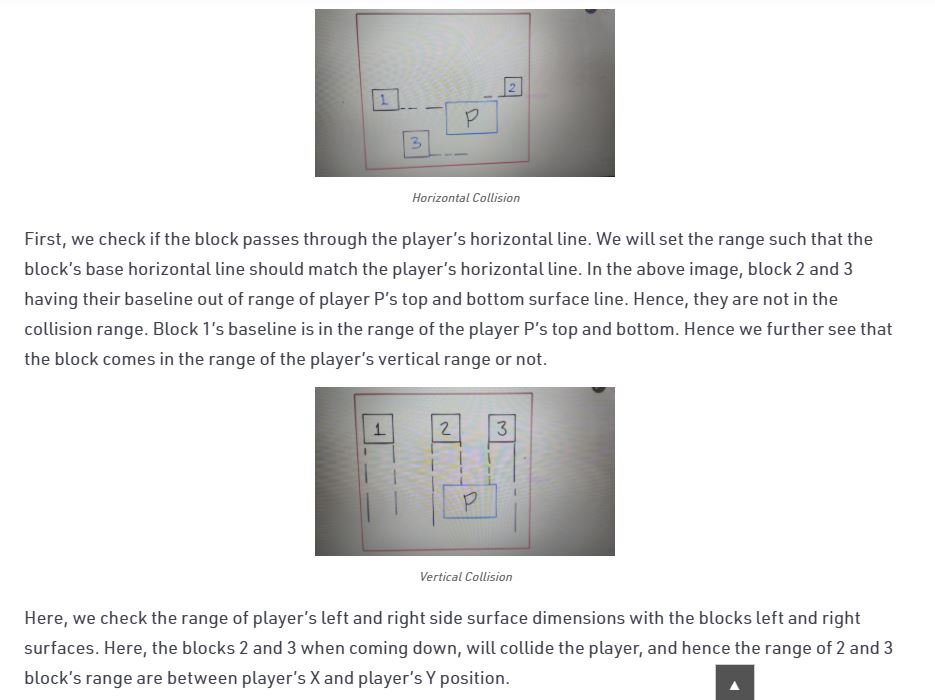 1
2
P
3
Horizontal Collision
First, we check if the block passes through the player's horizontal line. We will set the range such that the
block's base horizontal line should match the player's horizontal line. In the above image, block 2 and 3
having their baseline out of range of player P's top and bottom surface line. Hence, they are not in the
collision range. Block 1's baseline is in the range of the player P's top and bottom. Hence we further see that
the block comes in the range of the player's vertical range or not.
1 2 3
P
Vertical Collision
Here, we check the range of player's left and right side surface dimensions with the blocks left and right
surfaces. Here, the blocks 2 and 3 when coming down, will collide the player, and hence the range of 2 and 3
block's range are between player's X and player's Y position.